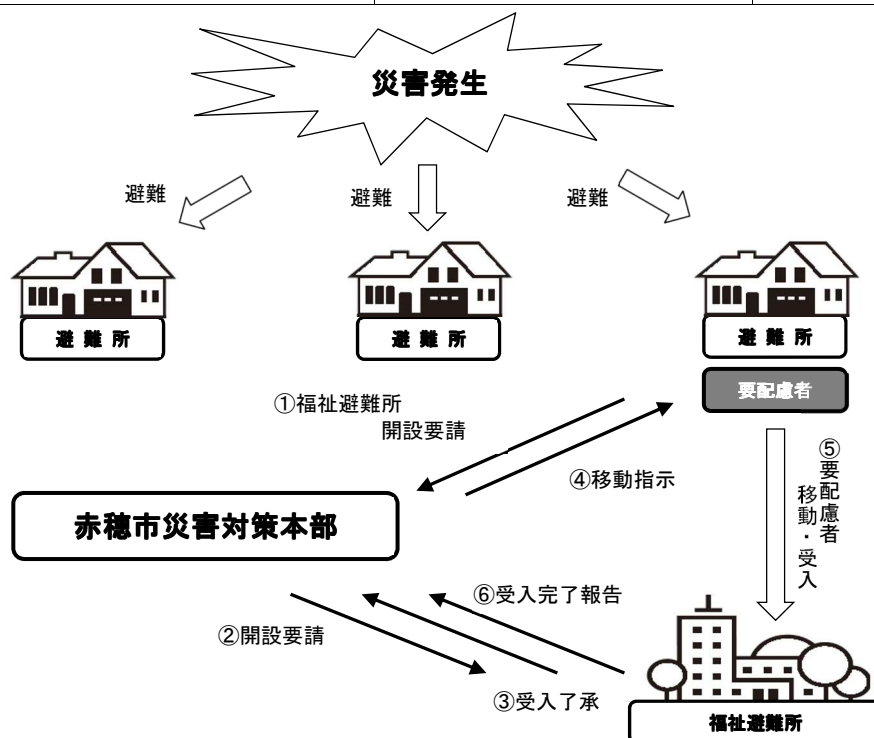 災害発生
避難
避難
避難
避 難 所
避 難 所
避 難 所
要配慮者
①福祉避難所
開設要請
④移動指示
⑤要配慮者
移動・受入
赤穂市災害対策本部
⑥受入完了報告
②開設要請
③受入了承
福祉避難所